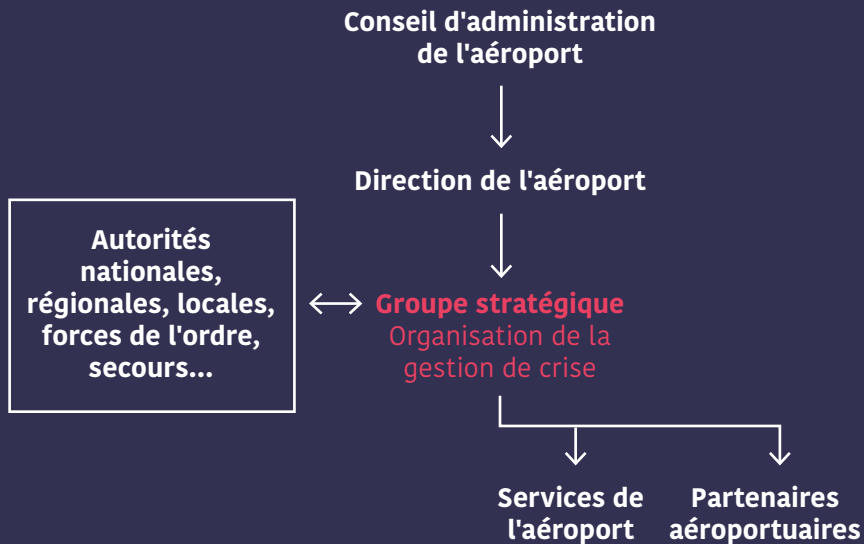 Conseil d'administration
de l'aéroport
Direction de l'aéroport
Autorités
nationales,
régionales, locales,
forces de l'ordre,
secours...
Groupe stratégique
Organisation de la
gestion de crise
Services de
l'aéroport
Partenaires
aéroportuaires